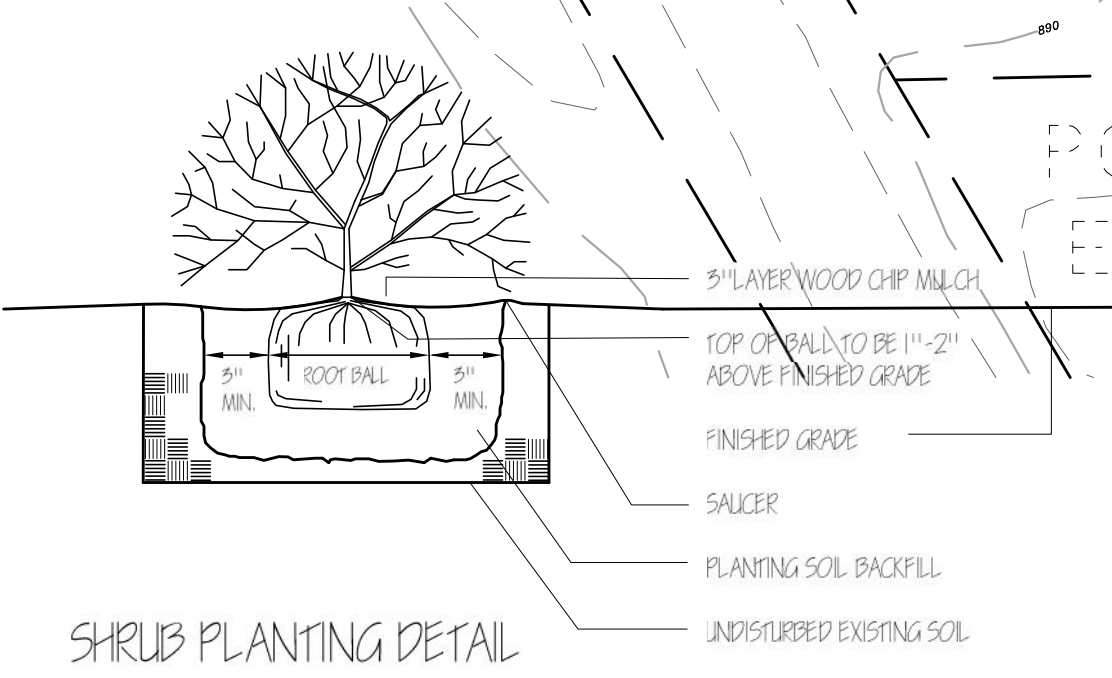 890
3"LAYER WOOD CHIP MULCH
TOP OF BALL TO BE 1"-2"
ABOVE FINISHED GRADE
3" ROOT BALL 3"
MIN. MIN.
FINISHED GRADE
SAUCER
PLANTING SOIL BACKFILL
UNDISTURBED EXISTING SOIL
SHRUB PLANTING DETAIL